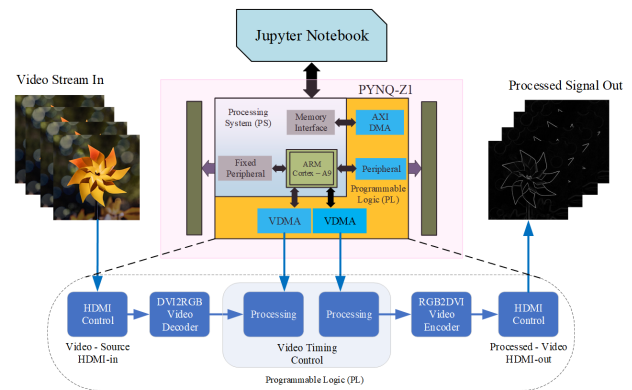 Jupyter Notebook
Video Stream In
PYNQ-Z1
Processed Signal Out
Processing
System (PS)
Memory
Interface
AXI
DMA
Fixed
Peripheral
ARM
Cortex – A9
Peripheral
Programmable
Logic (PL)
VDMA
VDMA
HDMI
Control
DVI2RGB
Video
Decoder
Processing
Processing
RGB2DVI
Video
Encoder
HDMI
Control
Video - Source
HDMI-in
Video Timing
Control
Processed - Video
HDMI-out
Programmable Logic (PL)